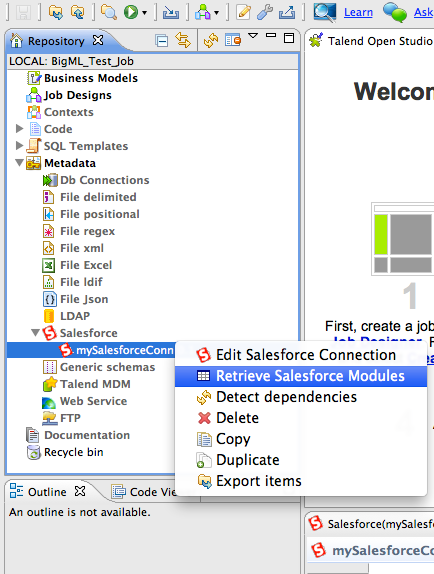 Learn
Ask
Repository
Talend Open Studio
LOCAL: BigML_Test_Job
Business Models
Job Designs
Contexts
Code
SQL Templates
Metadata
Db Connections
File delimited
File positional
File regex
File xml
File Excel
File ldif
File Json
LDAP
Salesforce
mySalesforceConn
Generic schemas
Talend MDM
Web Service
FTP
Documentation
Recycle bin
Edit Salesforce Connection
Retrieve Salesforce Modules
Detect dependencies
Delete
Copy
Duplicate
Export items
Welcon
1
First, create a job
Job Designer
Outline
Code Vie
An outline is not available.
Salesforce(mySalesf
mySalesforceCo